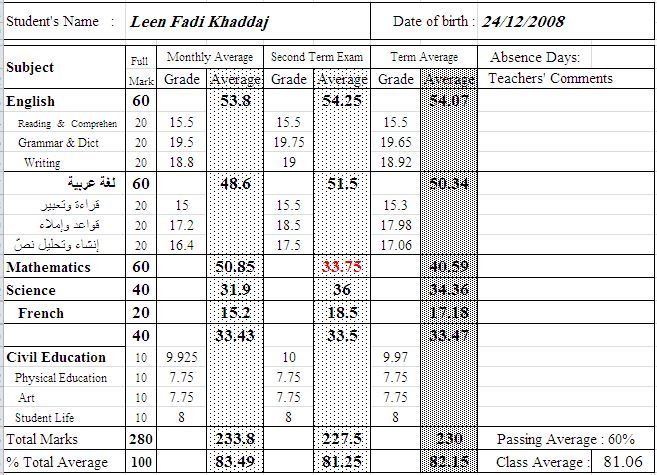 Student's Name : Leen Fadi Khaddaj Date of birth : 24/12/2008
Subject Full Mark Monthly Average Second Term Exam Term Average Absence Days:
Grade Average Grade Average Grade Average Teachers' Comments
English 60 53.8 54.25 54.07
Reading & Comprehen 20 15.5 15.5 15.5
Grammar & Dict 20 19.5 19.75 19.65
Writing 20 18.8 19 18.92
لغة عربية 60 48.6 51.5 50.34
قراءة وتعبير 20 15 15.5 15.3
قواعد وإملاء 20 17.2 18.5 17.98
إنشاء وتحليل نصّ 20 16.4 17.5 17.06
Mathematics 60 50.85 33.75 40.59
Science 40 31.9 36 34.36
French 20 15.2 18.5 17.18
40 33.43 33.5 33.47
Civil Education 10 9.925 10 9.97
Physical Education 10 7.75 7.75 7.75
Art 10 7.75 7.75 7.75
Student Life 10 8 8 8
Total Marks 280 233.8 227.5 230 Passing Average : 60%
% Total Average 100 83.49 81.25 82.15 Class Average : 81.06